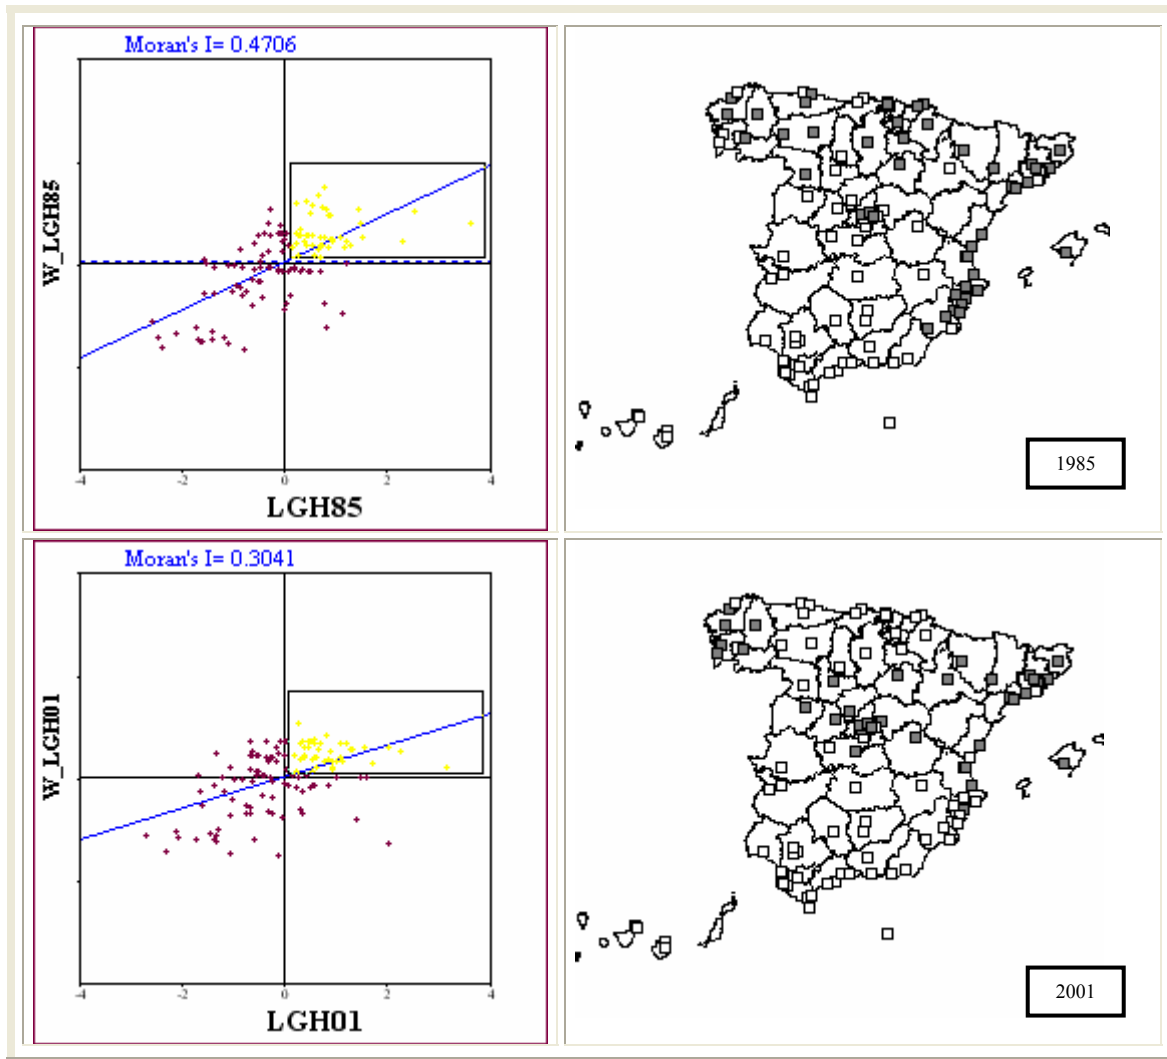 Moran's I= 0.4706
W_LGH85
-4 -2 0 2 4
LGH85
1985
Moran's I= 0.3041
W_LGH01
-4 -2 0 2 4
LGH01
2001